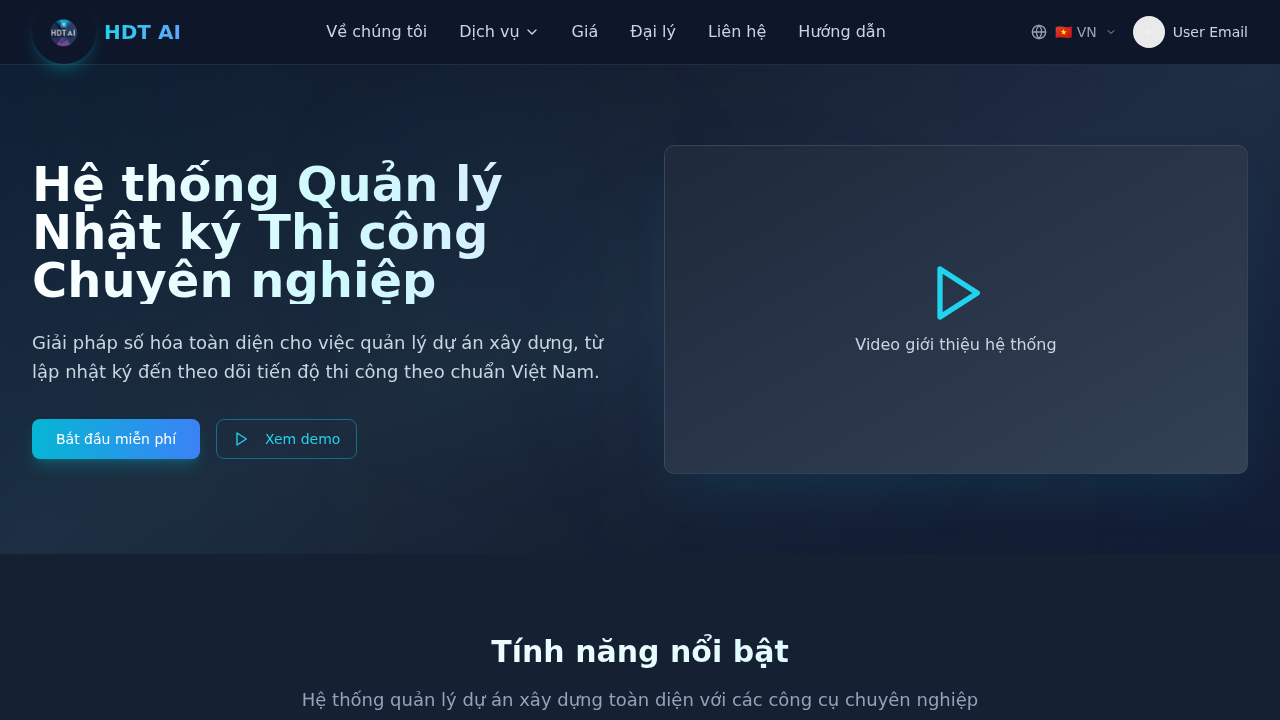 HDTAI
HDT AI
Về chúng tôi
Dịch vụ
Giá
Đại lý
Liên hệ
Hướng dẫn
VN
User Email
Hệ thống Quản lý
Nhật ký Thi công
Chuyên nghiệp
Giải pháp số hóa toàn diện cho việc quản lý dự án xây dựng, từ
lập nhật ký đến theo dõi tiến độ thi công theo chuẩn Việt Nam.
Bắt đầu miễn phí
Xem demo
Video giới thiệu hệ thống
Tính năng nổi bật
Hệ thống quản lý dự án xây dựng toàn diện với các công cụ chuyên nghiệp